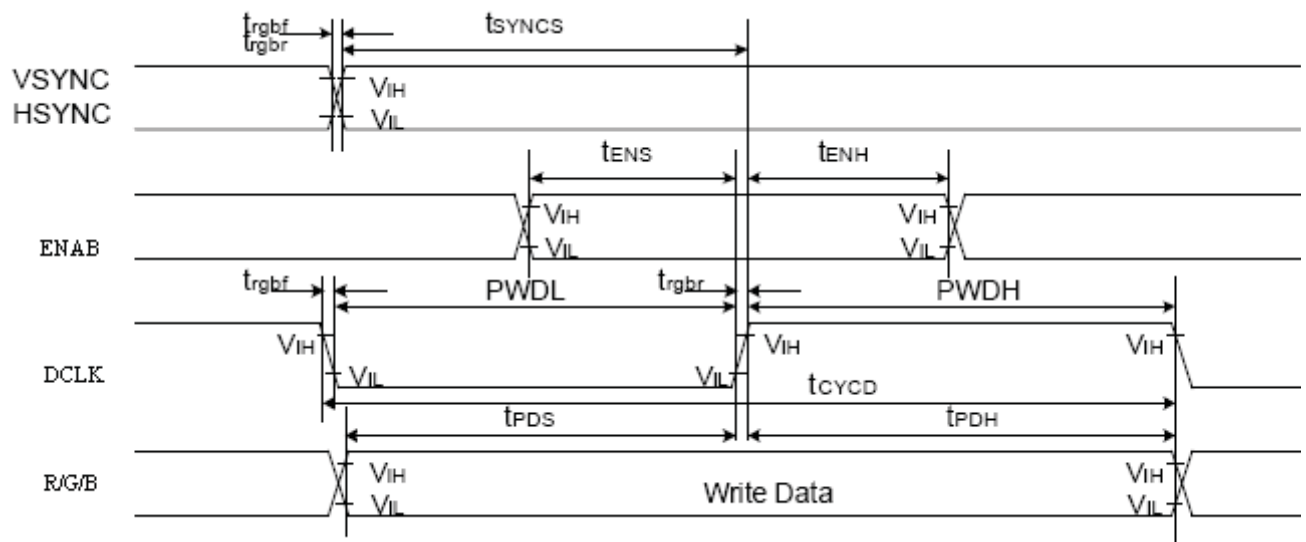 trgbf
trgbr
tSYNCS
VSYNC
HSYNC
VIH
VIL
tENS
tENH
ENAB
VIH
VIL
VIH
VIL
trgbf
PWDL
trgbr
PWDH
DCLK
VIH
VIL
VIL
VIH
VIH
tCYCD
tPDS
tPDH
R/G/B
VIH
VIL
Write Data
VIH
VIL